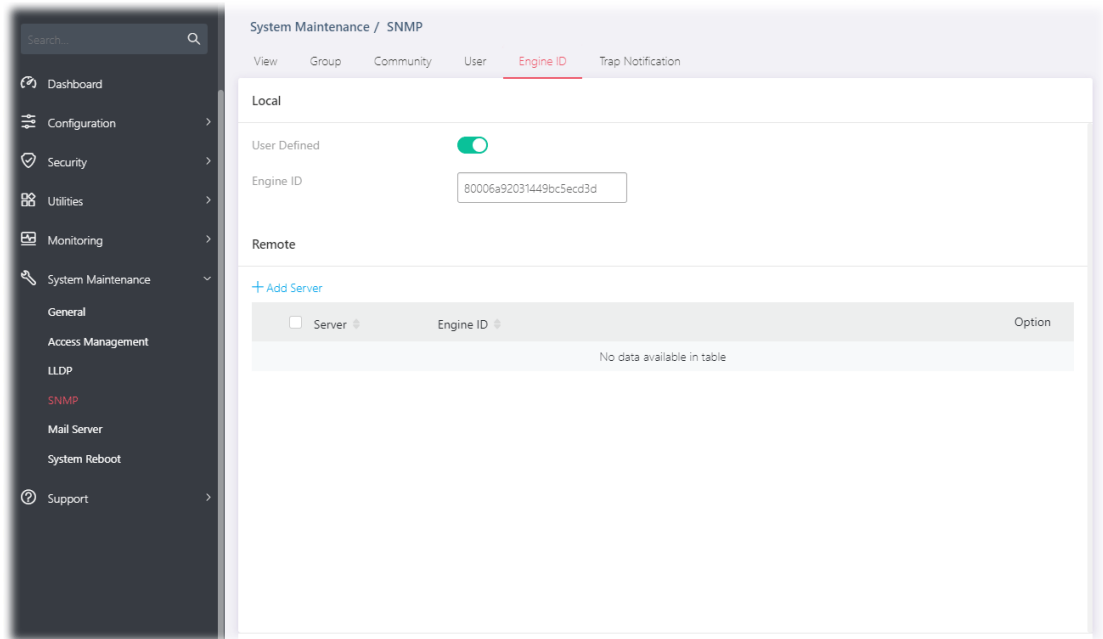 Search...
Dashboard
Configuration
Security
Utilities
Monitoring
System Maintenance
General
Access Management
LLDP
SNMP
Mail Server
System Reboot
Support
System Maintenance / SNMP
View Group Community User Engine ID Trap Notification
Local
User Defined
Engine ID 80006a92031449bc5ecd3d
Remote
+ Add Server
Server Engine ID Option
No data available in table